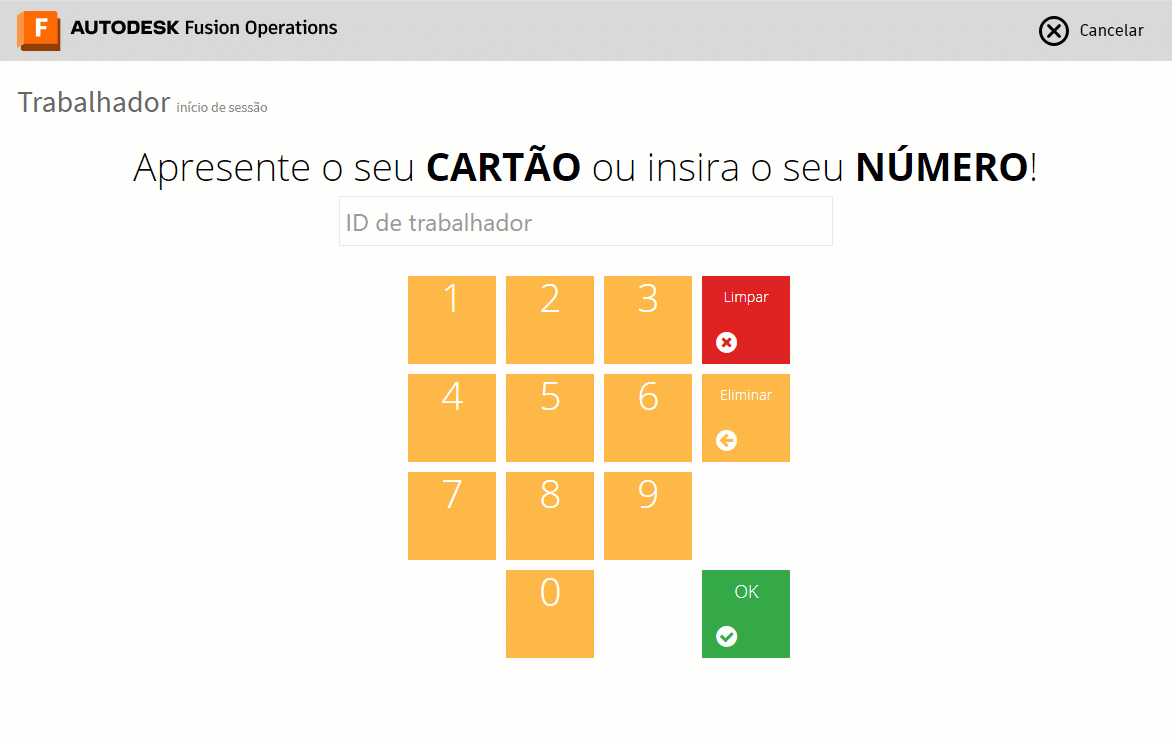 F AUTODESK Fusion Operations
Cancelar
Trabalhador início de sessão
Apresente o seu CARTÃO ou insira o seu NÚMERO!
ID de trabalhador
1 2 3 Limpar
4 5 6 Eliminar
7 8 9
0 OK